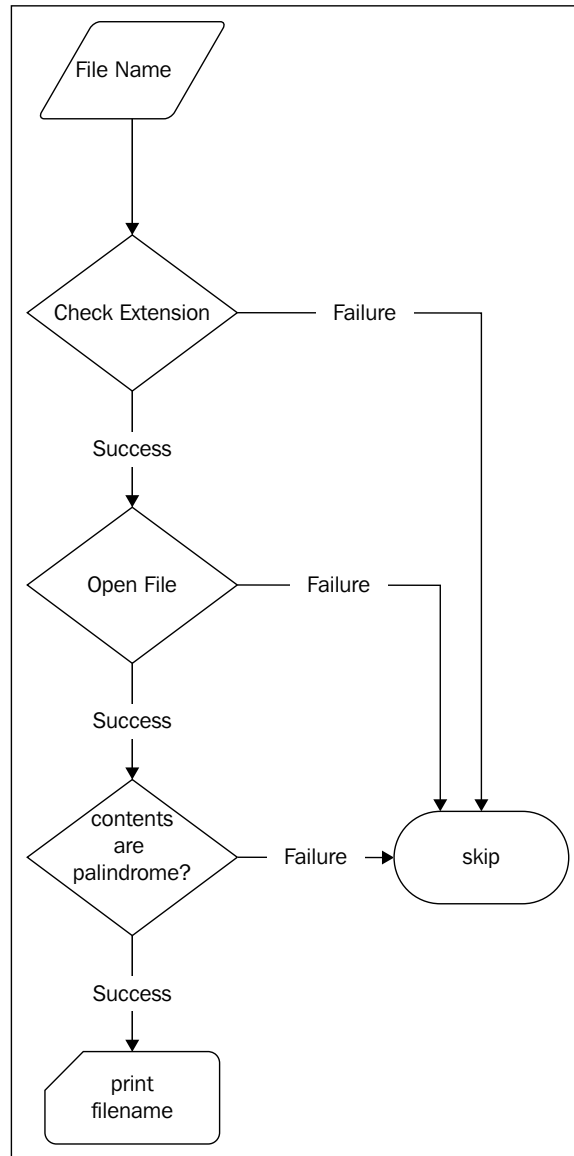 File Name
Check Extension
Failure
Success
Open File
Failure
Success
contents
are
palindrome?
Failure
skip
Success
print
filename